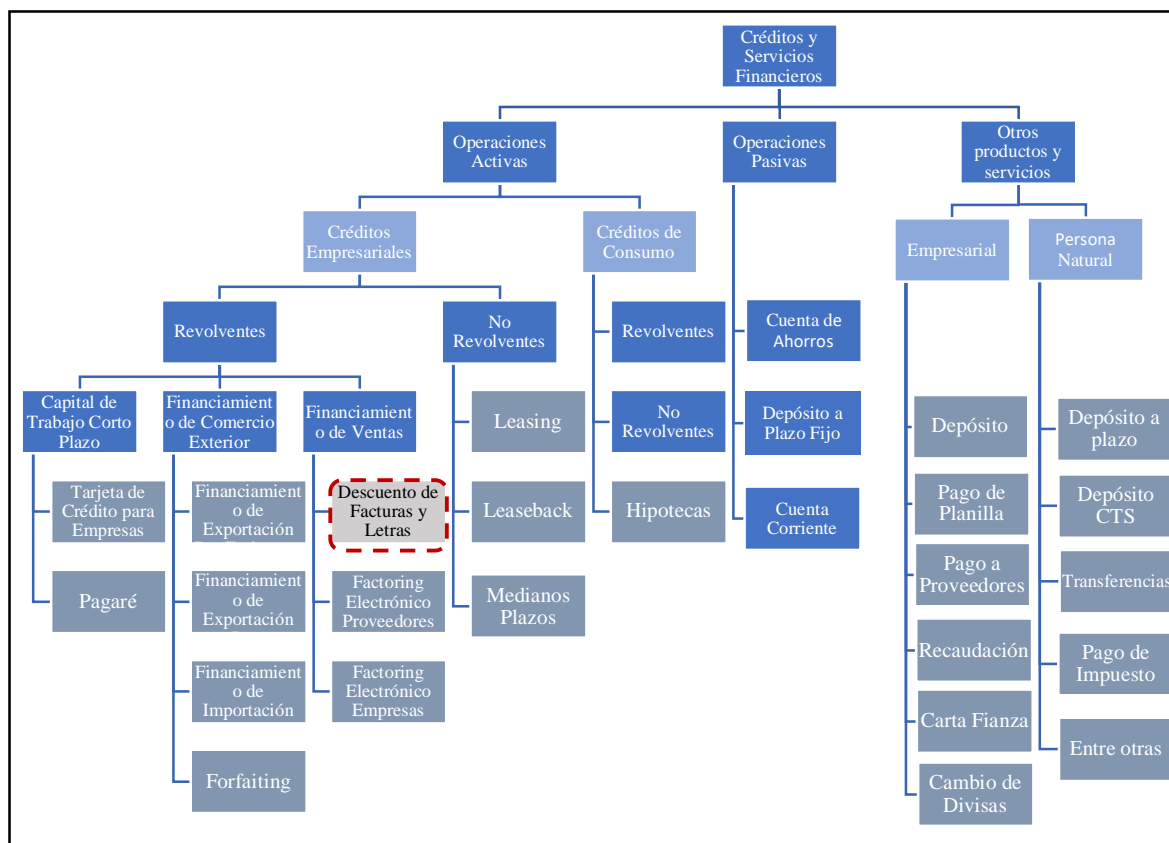 Créditos y
Servicios
Financieros
Operaciones
Activas
Operaciones
Pasivas
Otros
productos y
servicios
Créditos
Empresariales
Créditos de
Consumo
Empresarial
Persona
Natural
Revolventes
No
Revolventes
Revolventes
No
Revolventes
Hipotecas
Cuenta de
Ahorros
Depósito a
Plazo Fijo
Cuenta
Corriente
Capital de
Trabajo Corto
Plazo
Financiamient
o de Comercio
Exterior
Financiamient
o de Ventas
Tarjeta de
Crédito para
Empresas
Pagaré
Financiamient
o de
Exportación
Financiamient
o de
Exportación
Financiamient
o de
Importación
Forfaiting
Descuento de
Facturas y
Letras
Factoring
Electrónico
Proveedores
Factoring
Electrónico
Empresas
Leasing
Leaseback
Medianos
Plazos
Depósito
Pago de
Planilla
Pago a
Proveedores
Recaudación
Carta Fianza
Cambio de
Divisas
Depósito a
plazo
Depósito
CTS
Transferencias
Pago de
Impuesto
Entre otras